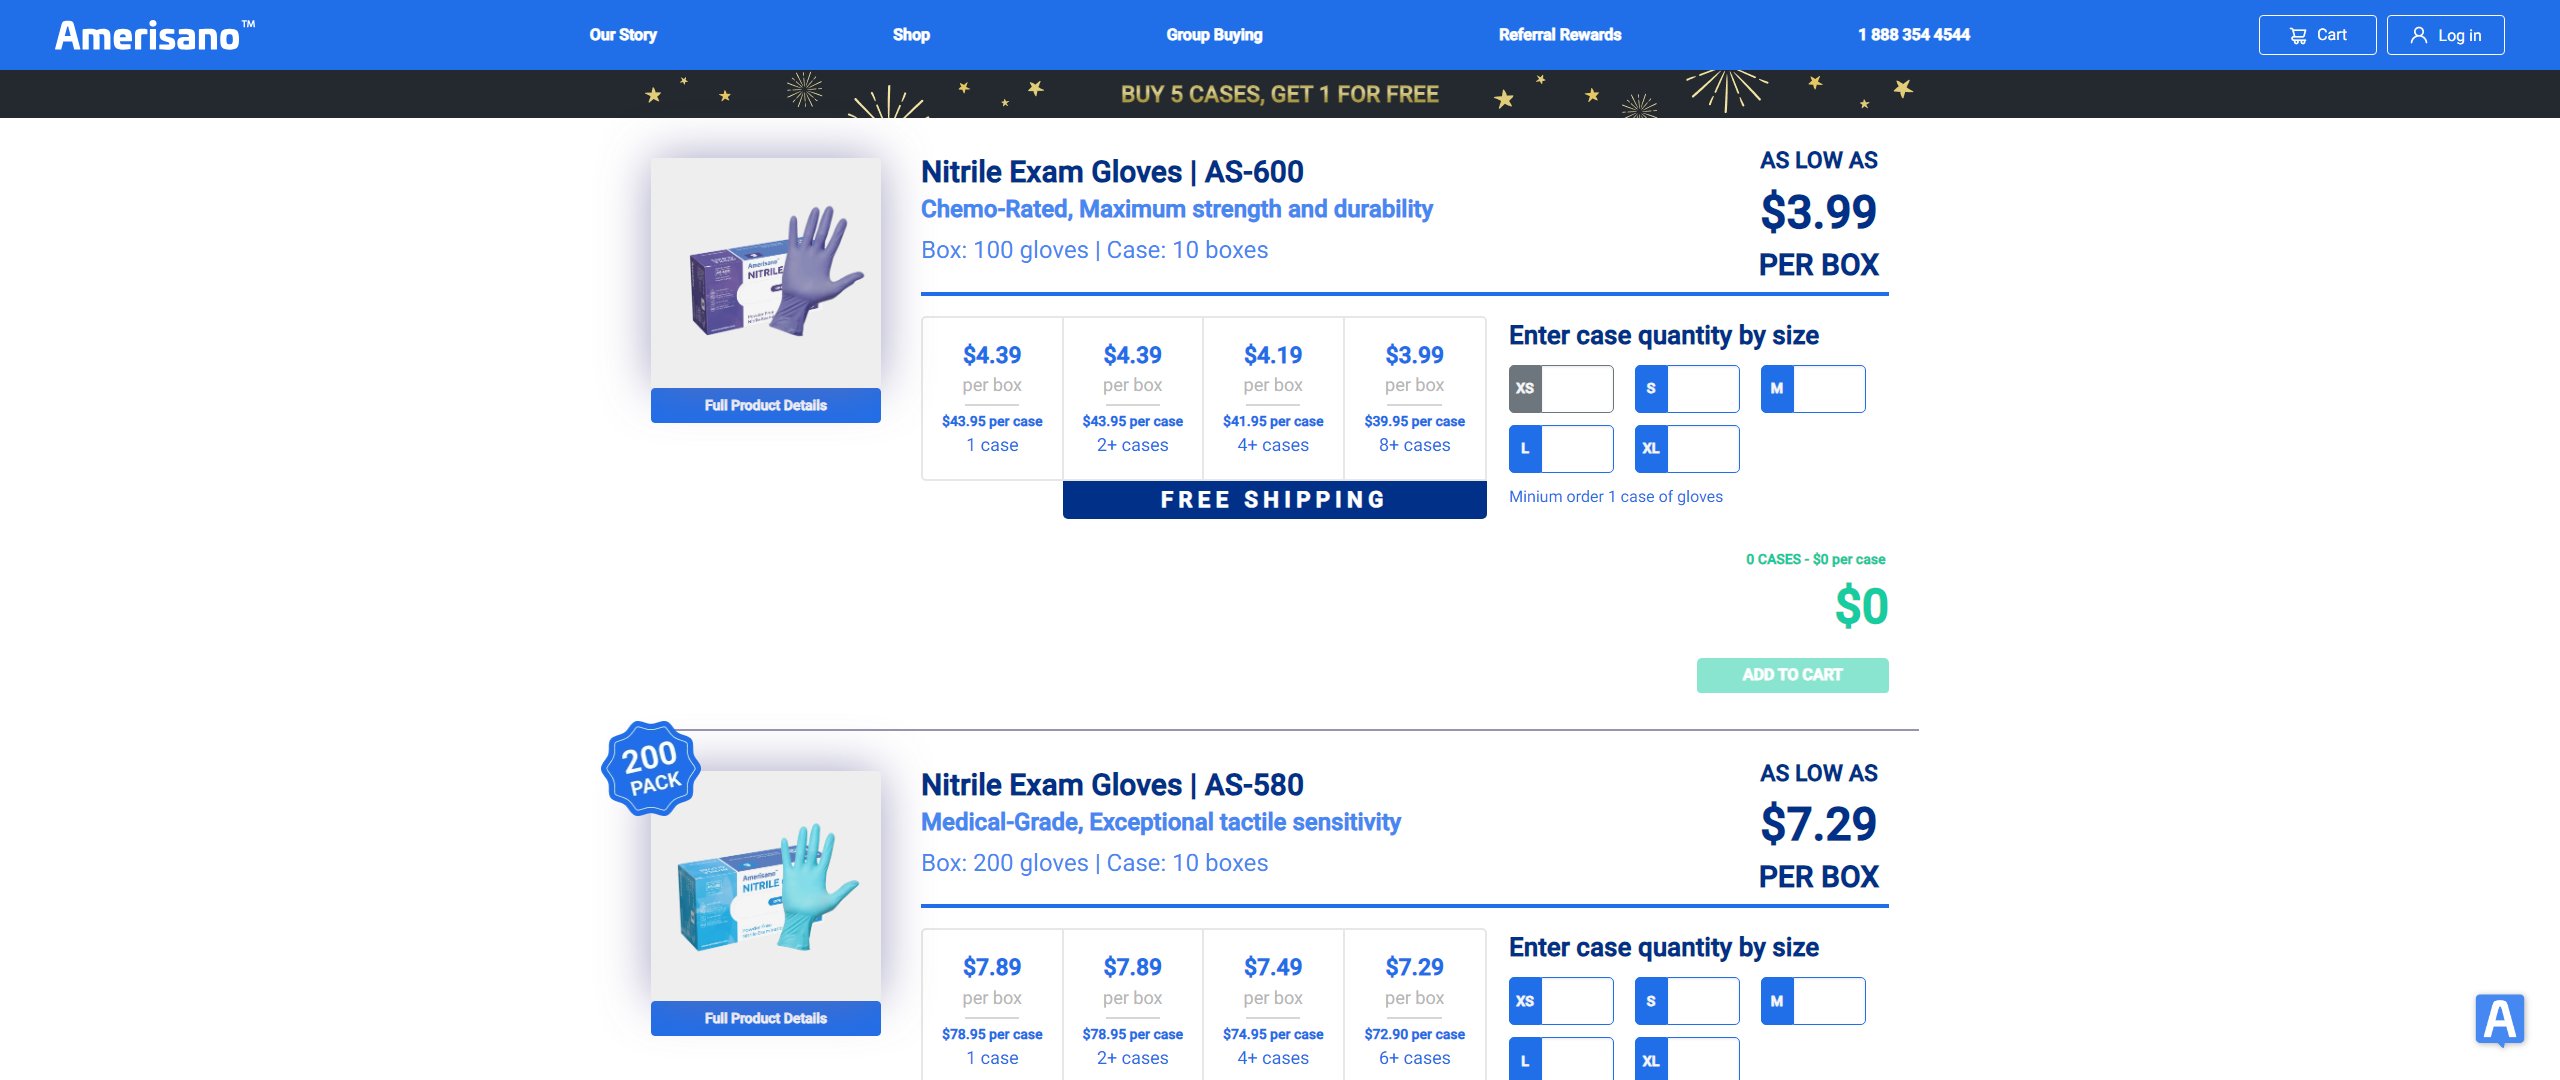 Amerisano™
Our Story
Shop
Group Buying
Referral Rewards
1 888 354 4544
Cart
Log in
BUY 5 CASES, GET 1 FOR FREE
Amerisano
NITRILE
Full Product Details
Nitrile Exam Gloves | AS-600
Chemo-Rated, Maximum strength and durability
Box: 100 gloves | Case: 10 boxes
AS LOW AS
$3.99
PER BOX
$4.39
per box
$43.95 per case
1 case
$4.39
per box
$43.95 per case
2+ cases
$4.19
per box
$41.95 per case
4+ cases
$3.99
per box
$39.95 per case
8+ cases
FREE SHIPPING
Enter case quantity by size
XS
S
M
L
XL
Minium order 1 case of gloves
0 CASES - $0 per case
$0
ADD TO CART
200
PACK
Amerisano
NITRILE
Full Product Details
Nitrile Exam Gloves | AS-580
Medical-Grade, Exceptional tactile sensitivity
Box: 200 gloves | Case: 10 boxes
AS LOW AS
$7.29
PER BOX
$7.89
per box
$78.95 per case
1 case
$7.89
per box
$78.95 per case
2+ cases
$7.49
per box
$74.95 per case
4+ cases
$7.29
per box
$72.90 per case
6+ cases
Enter case quantity by size
XS
S
M
L
XL
A